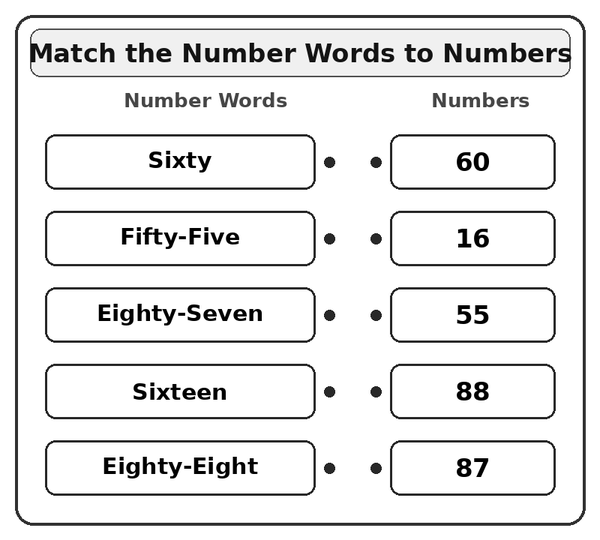 Match the Number Words to Numbers
Number Words Numbers
Sixty 60
Fifty-Five 16
Eighty-Seven 55
Sixteen 88
Eighty-Eight 87